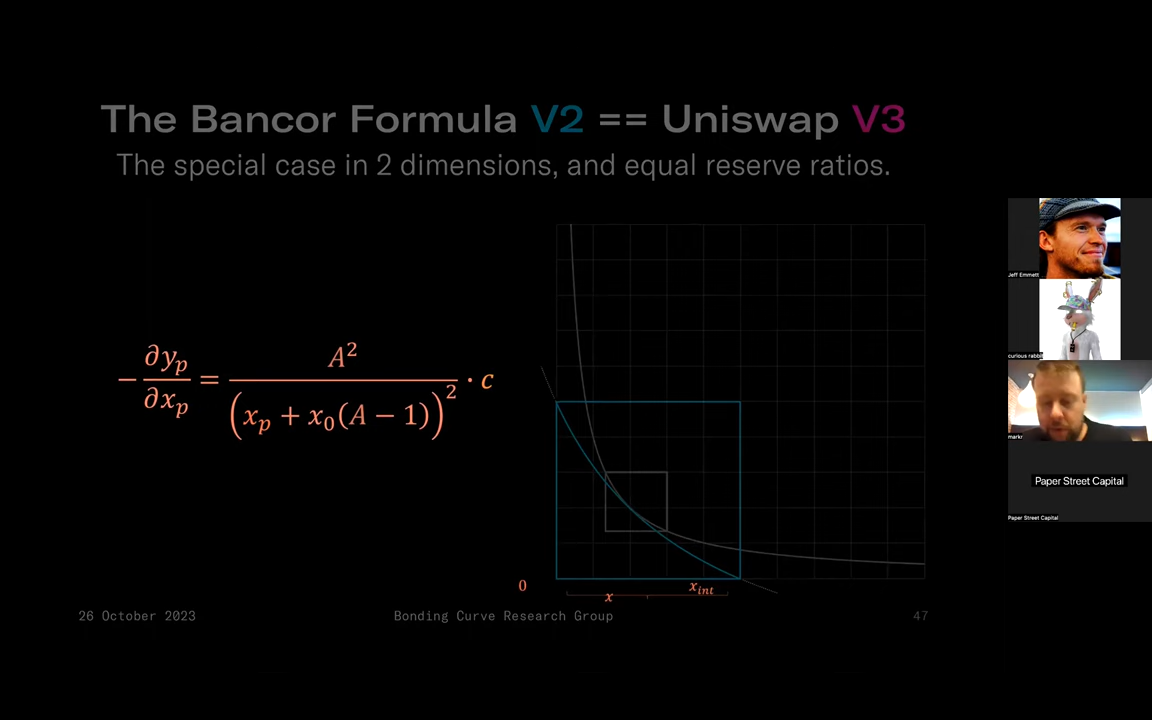 The Bancor Formula V2 == Uniswap V3
The special case in 2 dimensions, and equal reserve ratios.
− ∂y_p/∂x_p = A²/(x_p + x_0(A − 1))² · c
0
x
x_int
26 October 2023
Bonding Curve Research Group
47
Jeff Emmett
curious rabbit
markr
Paper Street Capital
Paper Street Capital